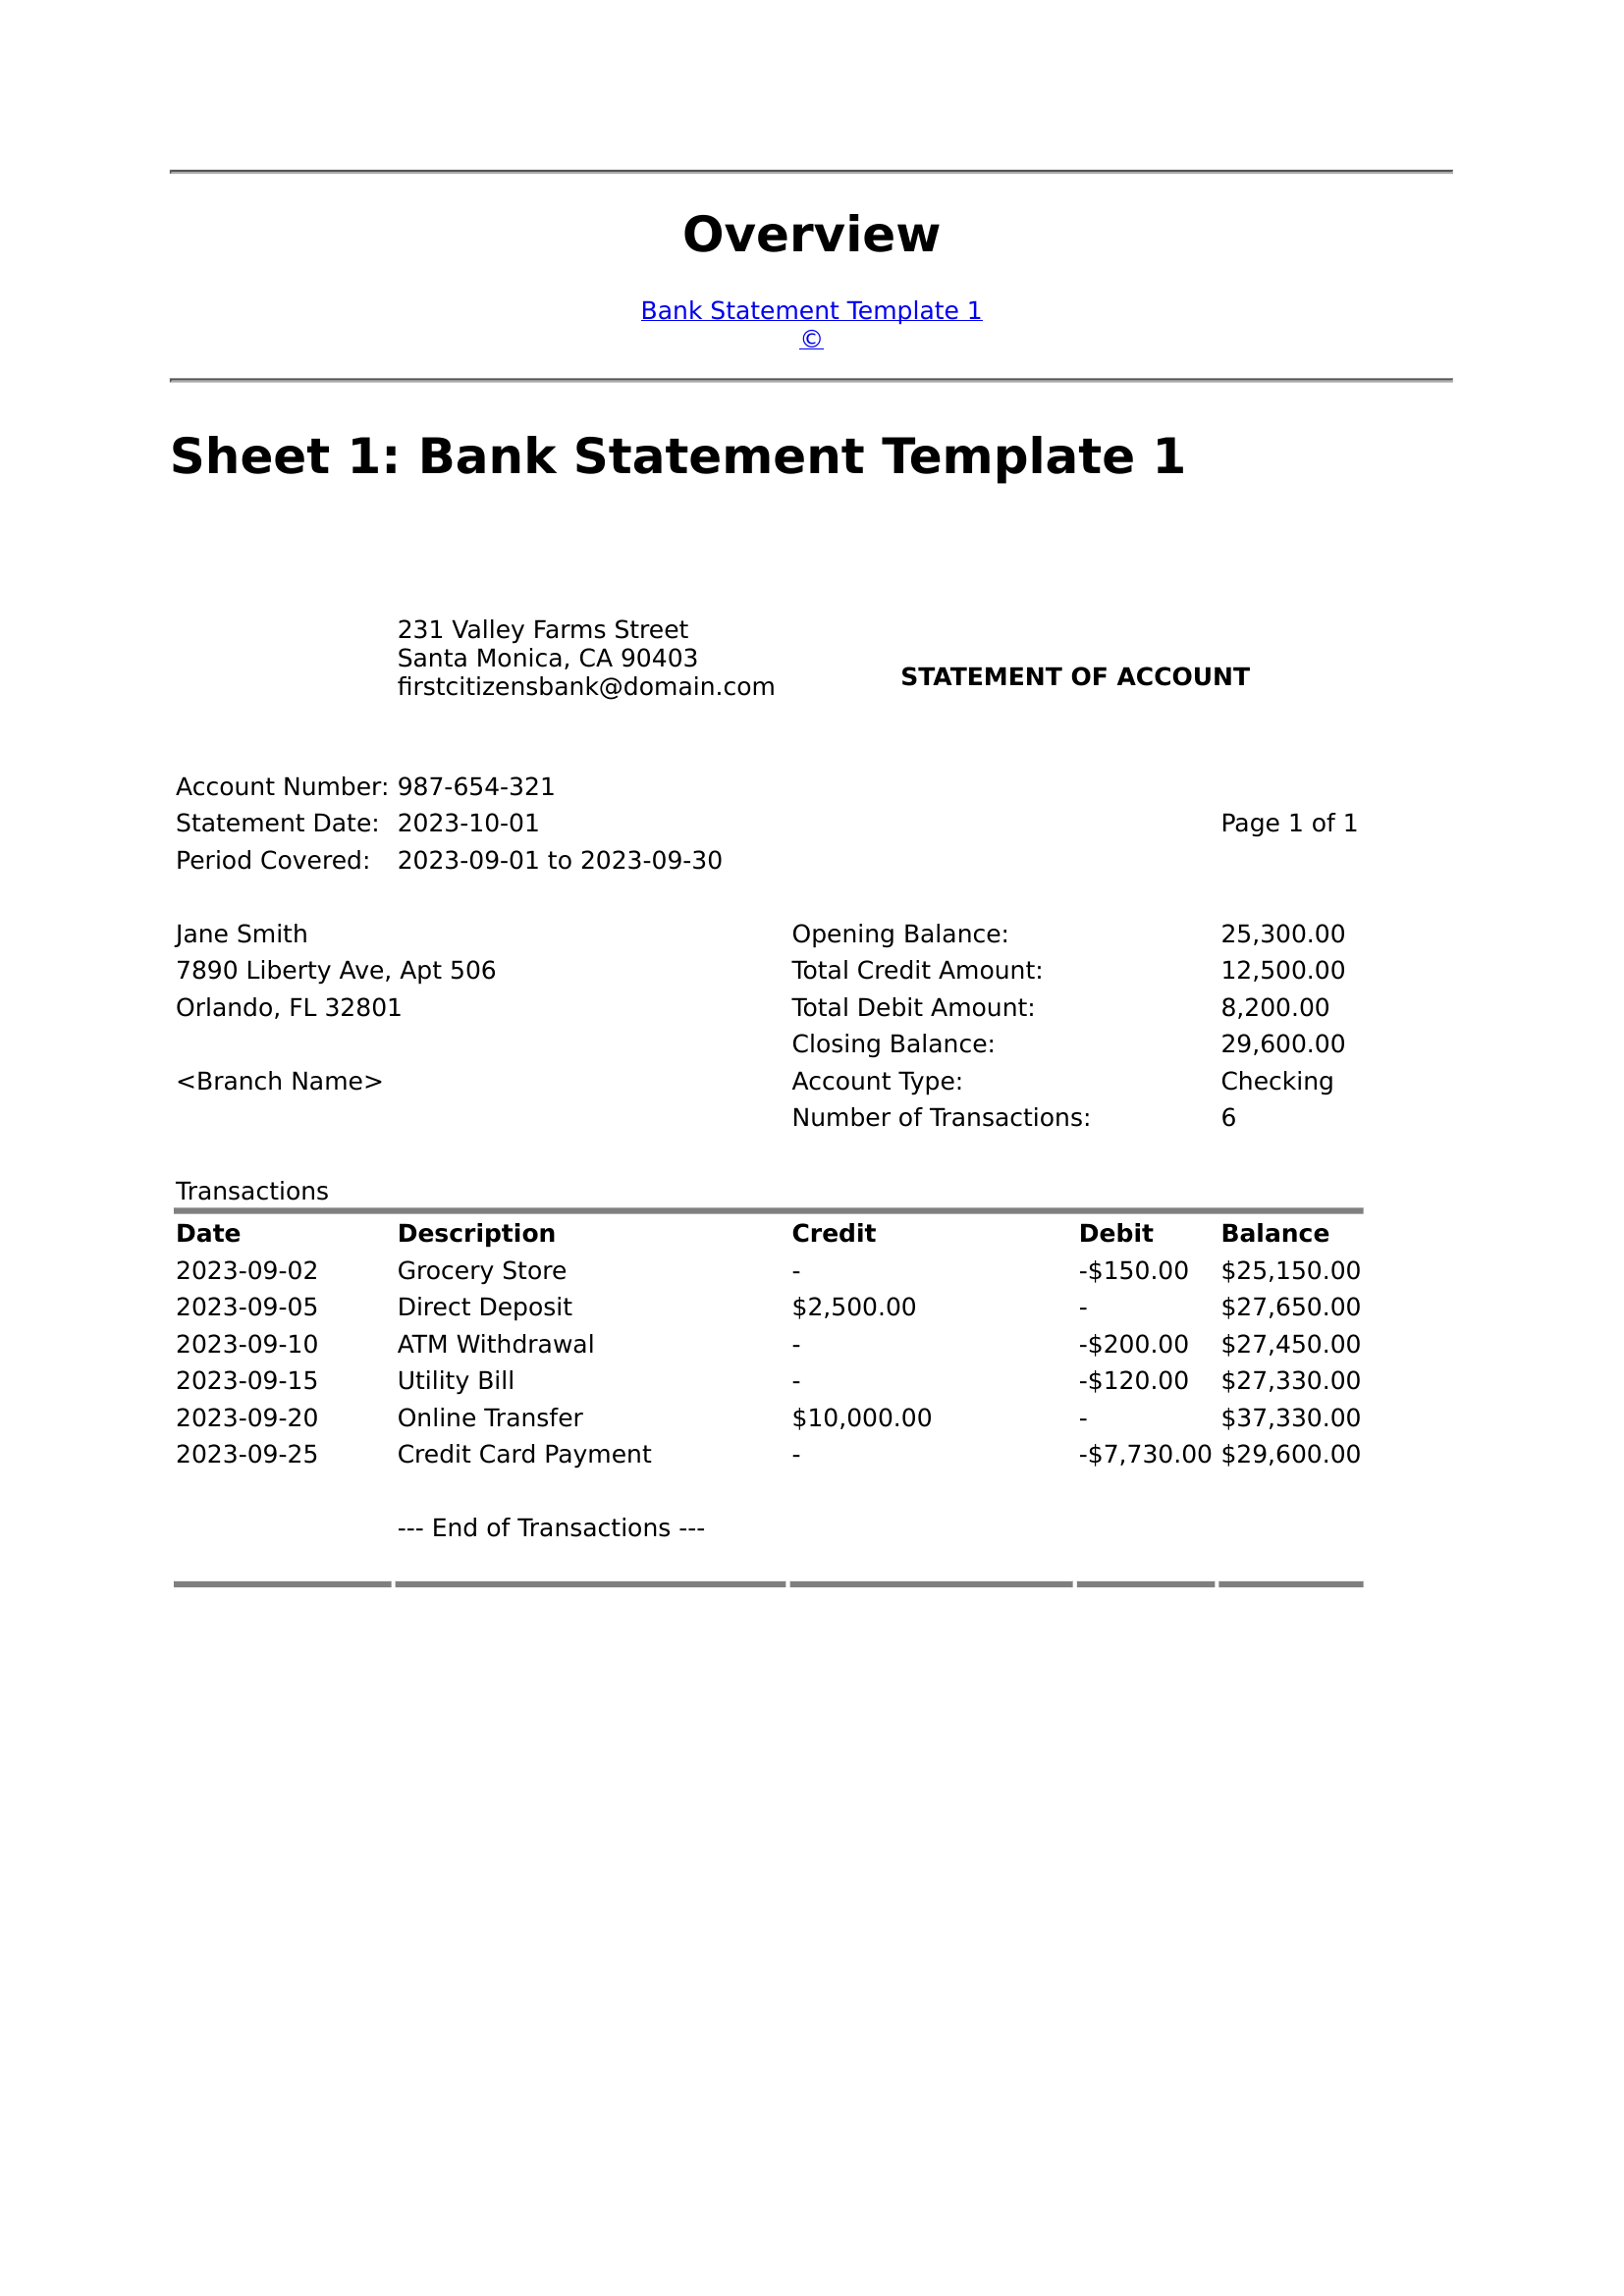 Overview
Bank Statement Template 1
©
Sheet 1: Bank Statement Template 1
231 Valley Farms Street
Santa Monica, CA 90403
firstcitizensbank@domain.com
STATEMENT OF ACCOUNT
Account Number: 987-654-321
Statement Date: 2023-10-01 Page 1 of 1
Period Covered: 2023-09-01 to 2023-09-30
Jane Smith Opening Balance: 25,300.00
7890 Liberty Ave, Apt 506 Total Credit Amount: 12,500.00
Orlando, FL 32801 Total Debit Amount: 8,200.00
Closing Balance: 29,600.00
<Branch Name> Account Type: Checking
Number of Transactions: 6
Transactions
Date Description Credit Debit Balance
2023-09-02 Grocery Store - -$150.00 $25,150.00
2023-09-05 Direct Deposit $2,500.00 - $27,650.00
2023-09-10 ATM Withdrawal - -$200.00 $27,450.00
2023-09-15 Utility Bill - -$120.00 $27,330.00
2023-09-20 Online Transfer $10,000.00 - $37,330.00
2023-09-25 Credit Card Payment - -$7,730.00 $29,600.00
--- End of Transactions ---